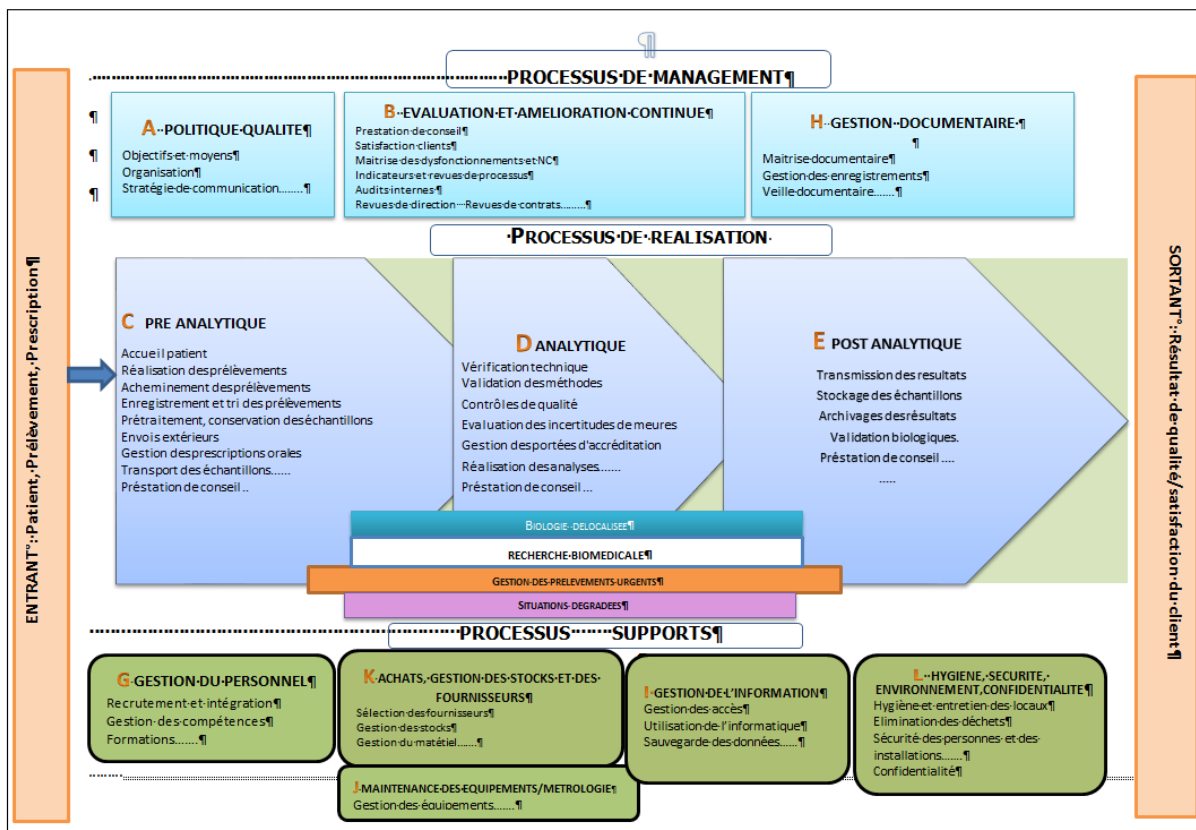 ¶
PROCESSUS·DE·MANAGEMENT¶
ENTRANT°:·Patient,·Prélèvement,·Prescription¶
¶
¶
¶
A··POLITIQUE·QUALITE¶
Objectifs·et·moyens¶
Organisation¶
Stratégie·de·communication........¶
B··EVALUATION·ET·AMELIORATION·CONTINUE¶
Prestation·de·conseil¶
Satisfaction·clients¶
Maitrise·des·dysfonctionnements·et·NC¶
Indicateurs·et·revues·de·processus¶
Audits·internes·¶
Revues·de·direction···Revues·de·contrats.........¶
H··GESTION··DOCUMENTAIRE·¶
¶
Maitrise·documentaire¶
Gestion·des·enregistrements¶
Veille·documentaire.......¶
·PROCESSUS·DE·REALISATION·
C PRE ANALYTIQUE
Accueil patient
Réalisation des prélèvements
Acheminement des prélèvements
Enregistrement et tri des prélèvements
Prétraitement, conservation des échantillons
Envois extérieurs
Gestion des prescriptions orales
Transport des échantillons......
Préstation de conseil ..
D ANALYTIQUE
Vérification technique
Validation des méthodes
Contrôles de qualité
Evaluation des incertitudes de meures
Gestion des portées d'accréditation
Réalisation des analyses.......
Préstation de conseil ...
E POST ANALYTIQUE
Transmission des resultats
Stockage des échantillons
Archivages des résultats
Validation biologiques.
Préstation de conseil ....
.....
BIOLOGIE··DELOCALISEE¶
RECHERCHE·BIOMEDICALE¶
GESTION·DES·PRELEVEMENTS·URGENTS¶
SITUATIONS·DEGRADEES¶
PROCESSUS·······SUPPORTS¶
G·GESTION·DU·PERSONNEL¶
Recrutement·et·intégration¶
Gestion·des·compétences¶
Formations.......¶
K·ACHATS,·GESTION·DES·STOCKS·ET·DES·
FOURNISSEURS¶
Sélection·des·fournisseurs¶
Gestion·des·stocks¶
Gestion·du·matétiel.......¶
J·MAINTENANCE·DES·EQUIPEMENTS/METROLOGIE¶
Gestion·des·équipements.......¶
I·GESTION·DE·L'INFORMATION¶
Gestion·des·accès¶
Utilisation·de·l'informatique¶
Sauvegarde·des·données......¶
L··HYGIENE,·SECURITE,·
ENVIRONNEMENT,CONFIDENTIALITE¶
Hygiène·et·entretien·des·locaux¶
Elimination·des·déchets¶
Sécurité·des·personnes·et·des·
installations.......¶
Confidentialité¶
SORTANT°:·Résultat·de·qualité/satisfaction·du·client¶